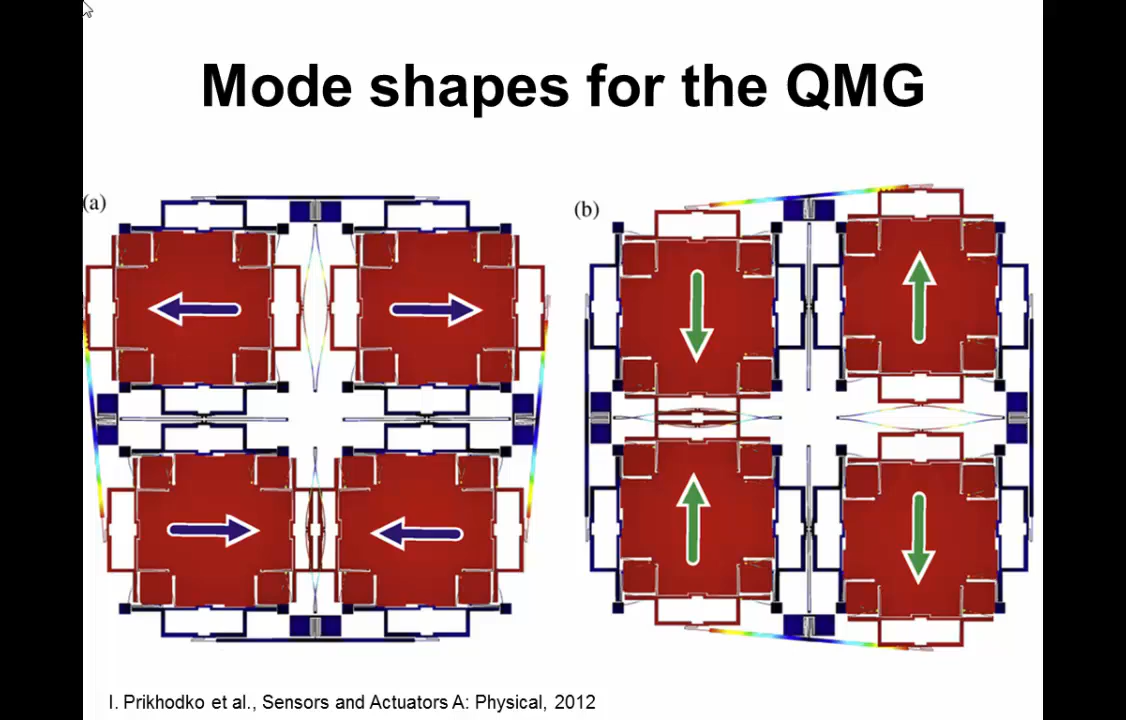 Mode shapes for the QMG
(a)
(b)
I. Prikhodko et al., Sensors and Actuators A: Physical, 2012